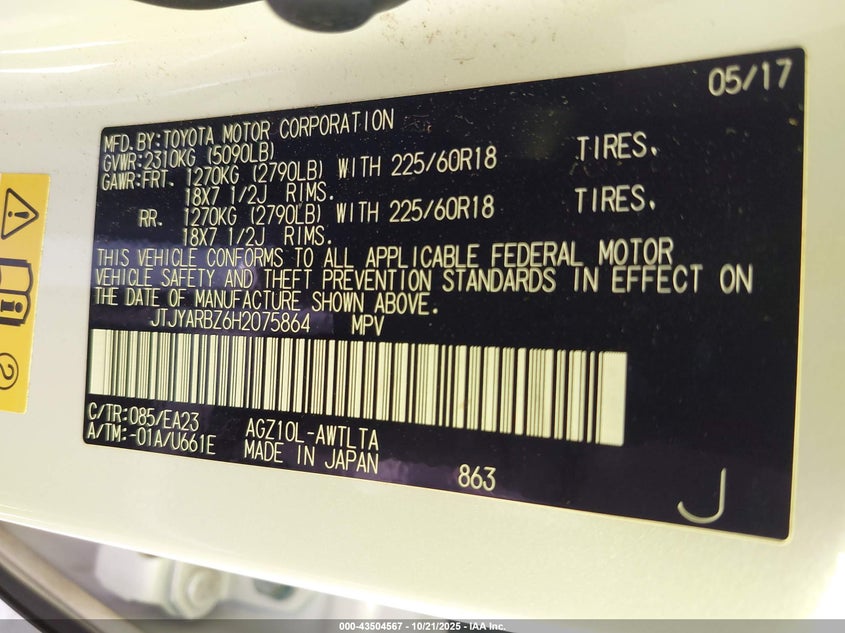 05/17
MFD.BY:TOYOTA MOTOR CORPORATION
GVWR:2310KG (5090LB)
GAWR:FRT. 1270KG (2790LB) WITH 225/60R18 TIRES.
18X7 1/2J RIMS.
RR. 1270KG (2790LB) WITH 225/60R18 TIRES.
18X7 1/2J RIMS.
THIS VEHICLE CONFORMS TO ALL APPLICABLE FEDERAL MOTOR
VEHICLE SAFETY AND THEFT PREVENTION STANDARDS IN EFFECT ON
THE DATE OF MANUFACTURE SHOWN ABOVE.
JTJYARBZ6H2075864 MPV
C/TR:085/EA23 AGZ10L-AWTLTA
A/TM:-01A/U661E MADE IN JAPAN
863
J
2
000-43504567 - 10/21/2025 - IAA Inc.